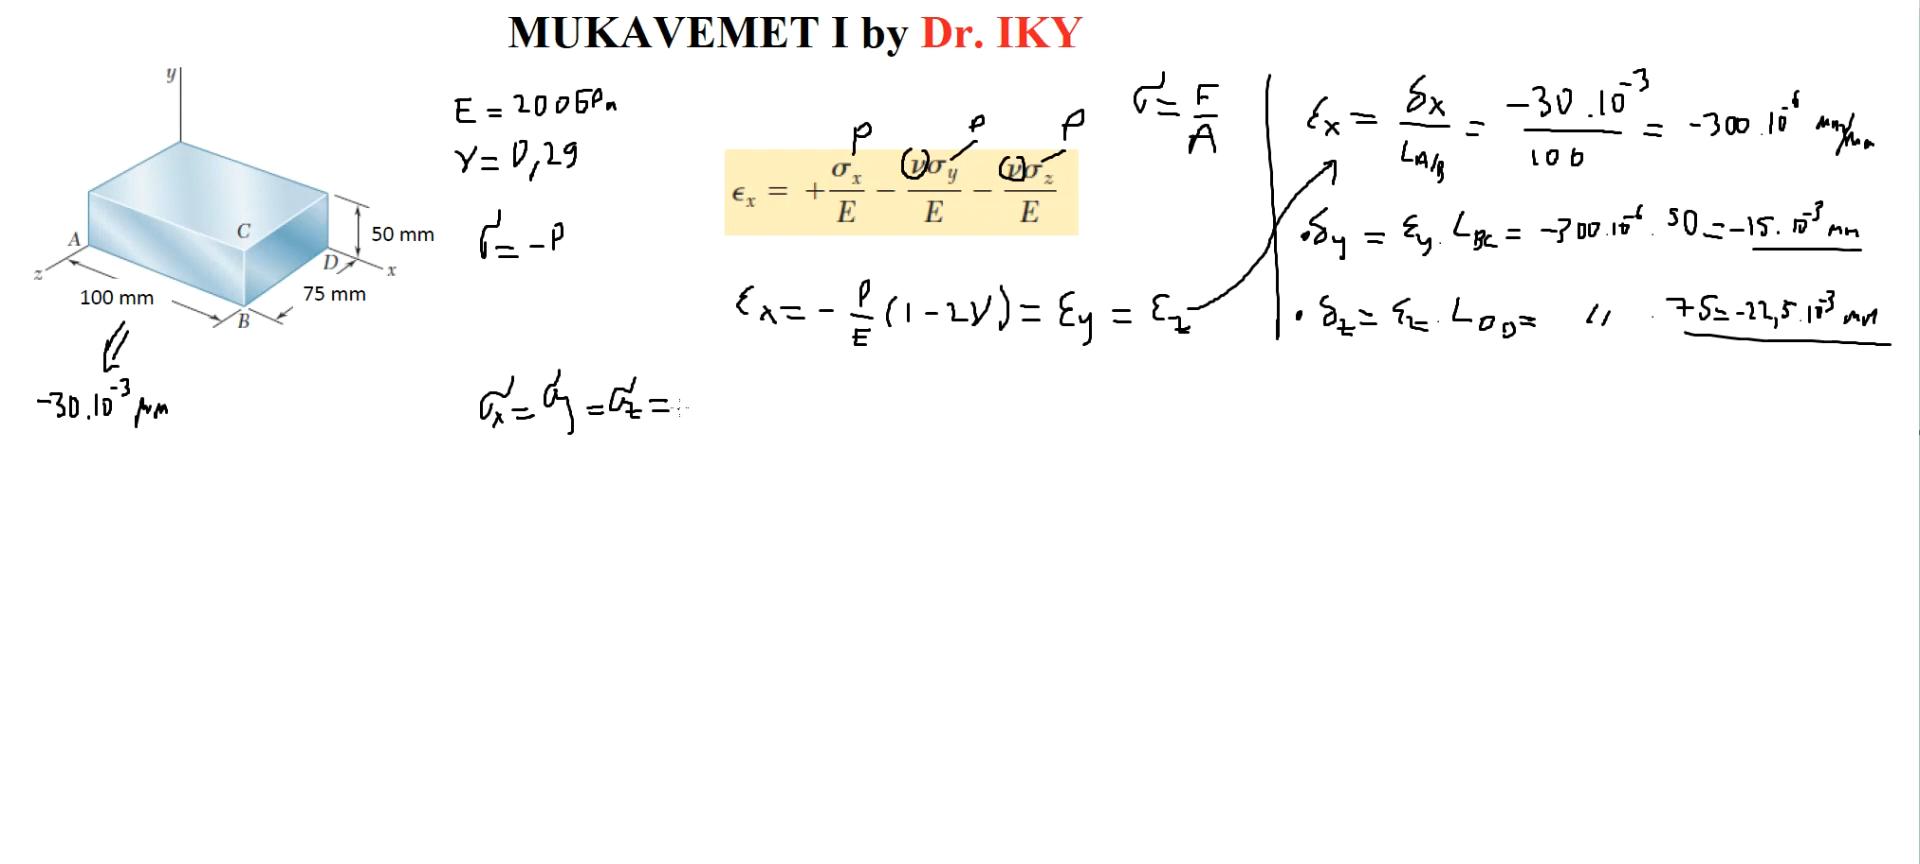 MUKAVEMET I by Dr. IKY
y
A
C
D
B
z
x
50 mm
75 mm
100 mm
-30.10^-3 mm
E = 200 GPa
ν = 0,29
σ = -P
P P P
ϵx = + σx/E - νσy/E - νσz/E
σ = F/A
εx = - P/E (1-2ν) = εy = εz
σx = σy = σz =
εx = δx/L_A/B = -30.10^-3/100 = -300.10^-6 mm/mm
• δy = εy. L_BC = -300.10^-6 . 50 = -15.10^-3 mm
• δz = εz. L_BD = " . 75 = -22,5.10^-3 mm